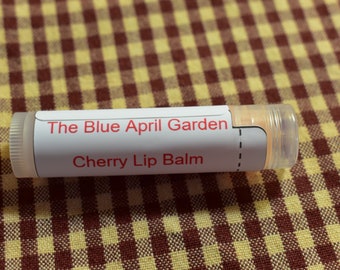 The Blue April Garden
Cherry Lip Balm